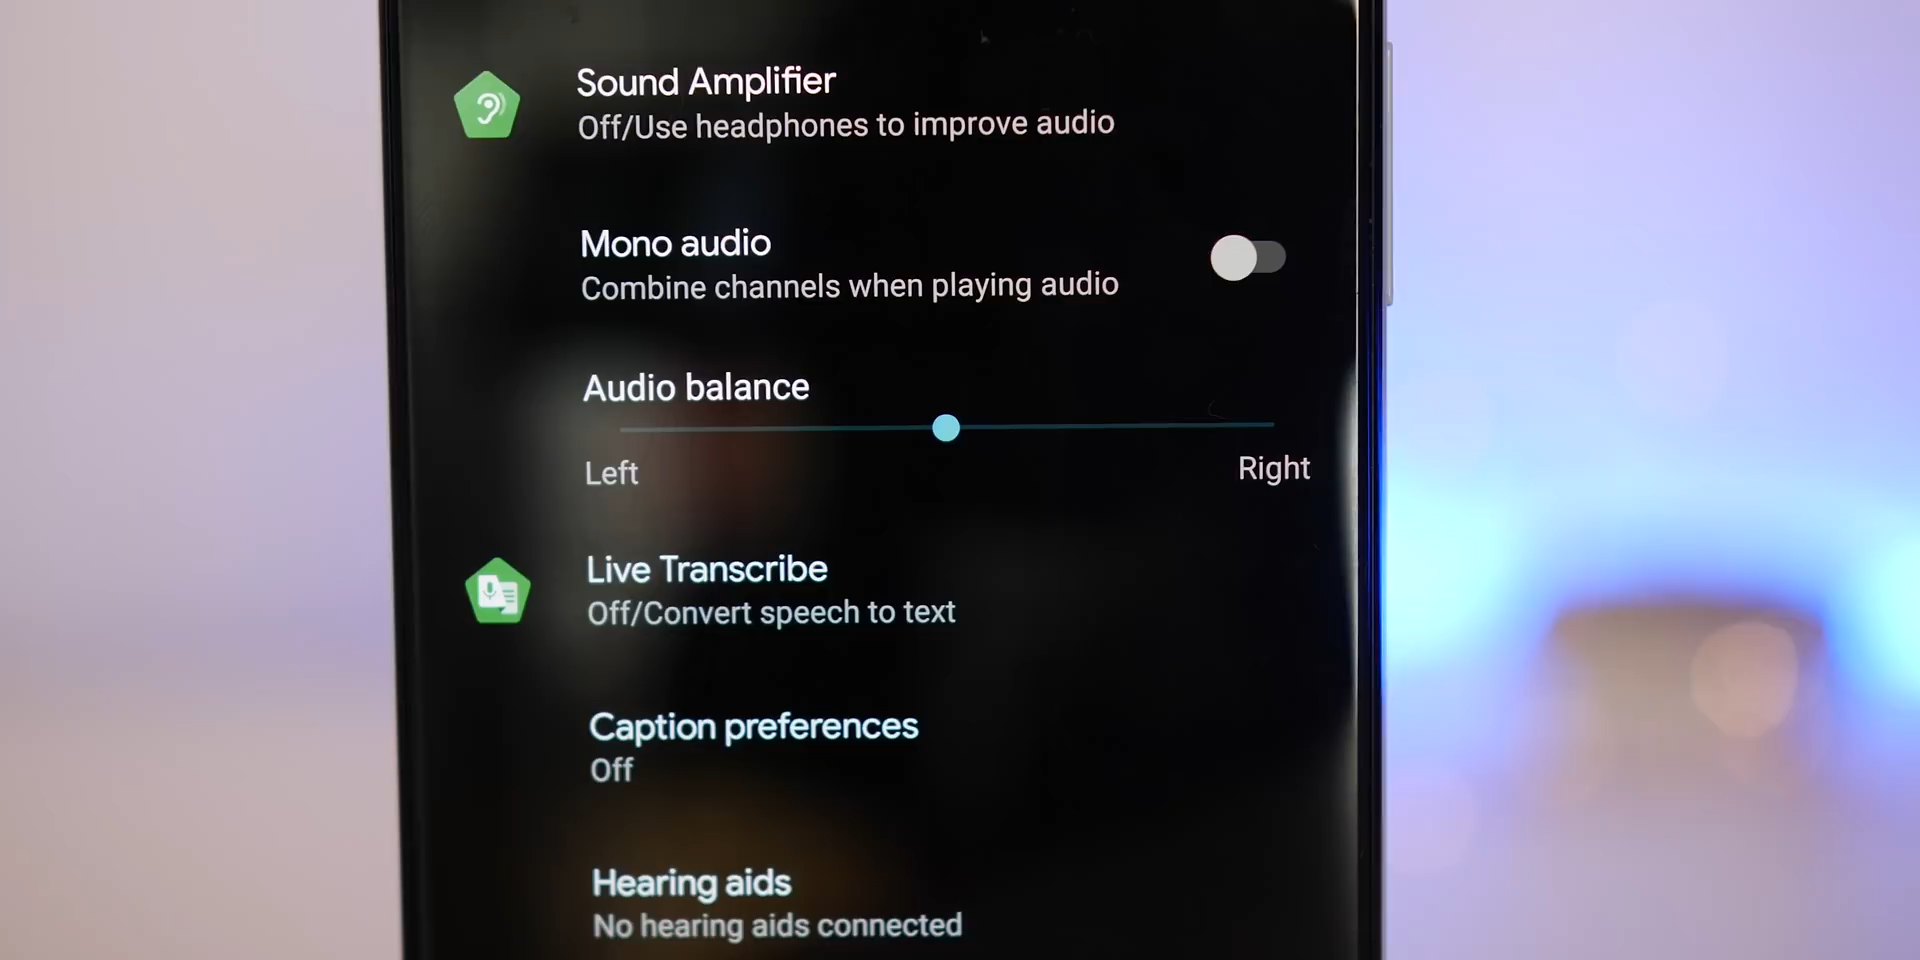 Sound Amplifier
Off/Use headphones to improve audio
Mono audio
Combine channels when playing audio
Audio balance
Left
Right
Live Transcribe
Off/Convert speech to text
Caption preferences
Off
Hearing aids
No hearing aids connected